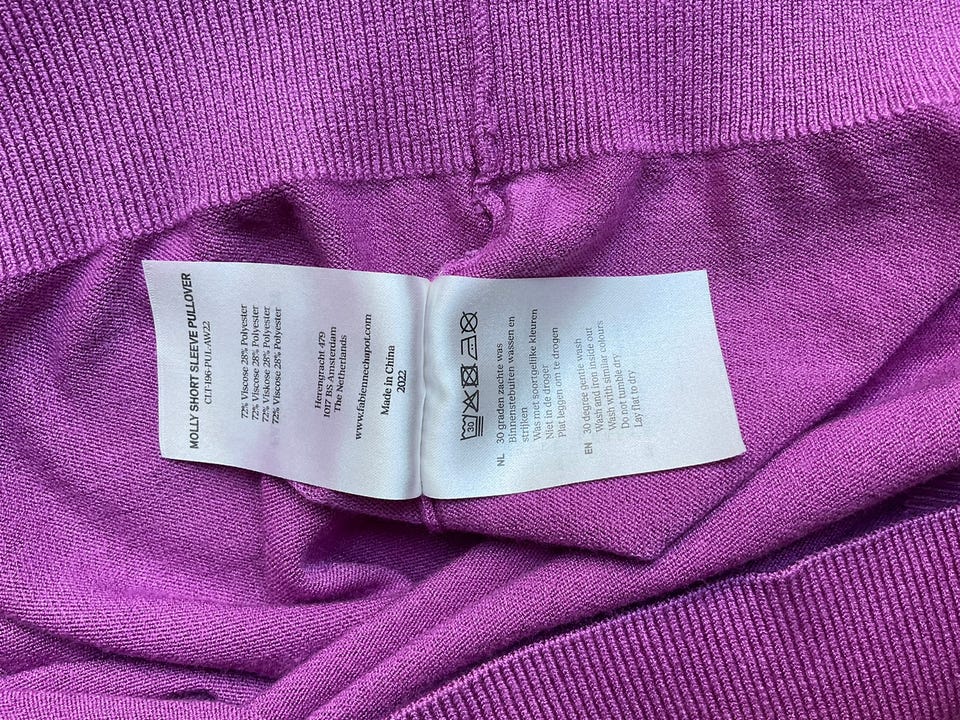 MOLLY SHORT SLEEVE PULLOVER
CLT-196-PUL-AW22
72% Viscose 28% Polyester
72% Viscose 28% Polyester
72% Viskose 28% Polyester
72% Viscose 28% Polyester
Herengracht 479
1017 BS Amsterdam
The Netherlands
www.fabiennechapot.com
Made in China
2022
30
NL 30 graden zachte was
Binnenstebuiten wassen en
strijken
Was met soortgelijke kleuren
Niet in de droger
Plat leggen om te drogen
EN 30 degree gentle wash
Wash and iron inside our
Wash with similar colours
Do not tumble dry
Lay flat to dry